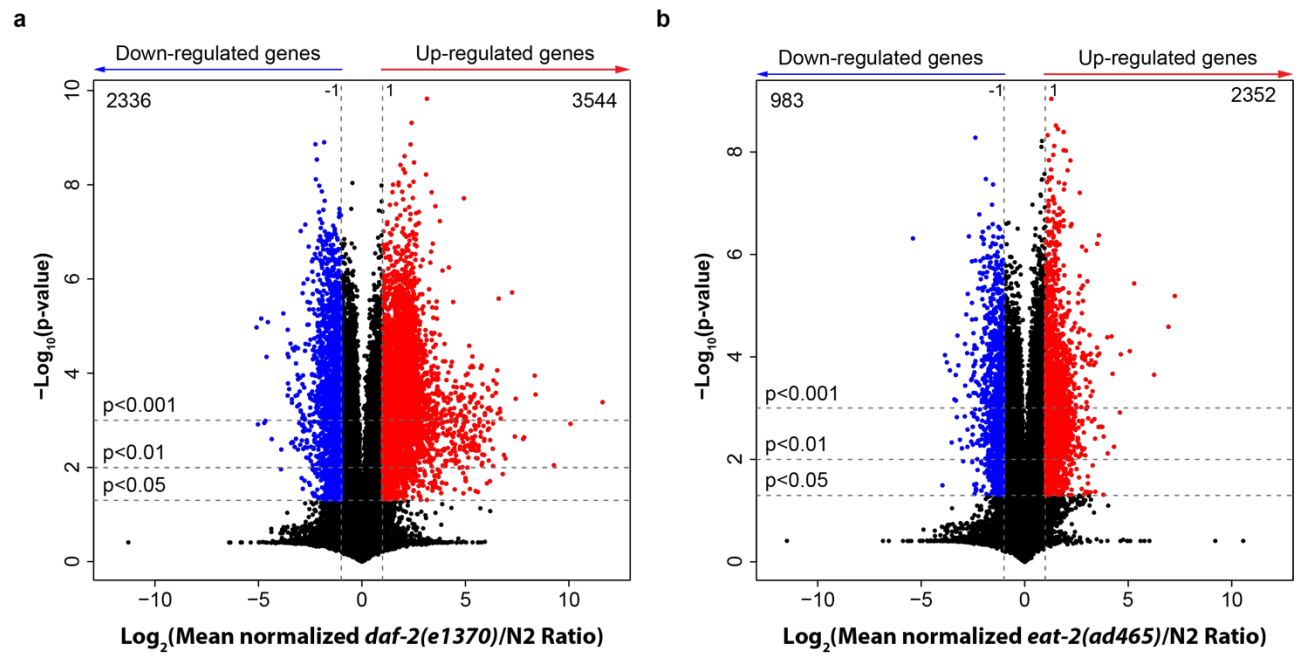 a
Down-regulated genes
Up-regulated genes
2336
-1
1
3544
10
8
6
4
2
0
−Log10(p-value)
p<0.001
p<0.01
p<0.05
−10
−5
0
5
10
Log2(Mean normalized daf-2(e1370)/N2 Ratio)
b
Down-regulated genes
Up-regulated genes
983
-1
1
2352
8
6
4
2
0
−Log10(p-value)
p<0.001
p<0.01
p<0.05
−10
−5
0
5
10
Log2(Mean normalized eat-2(ad465)/N2 Ratio)